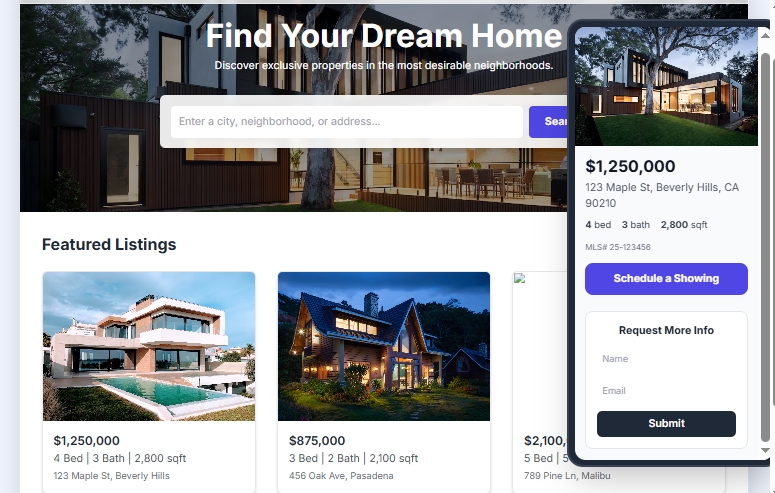 Find Your Dream Home
Discover exclusive properties in the most desirable neighborhoods.
Enter a city, neighborhood, or address...
Featured Listings
$1,250,000
4 Bed | 3 Bath | 2,800 sqft
123 Maple St, Beverly Hills
$875,000
3 Bed | 2 Bath | 2,100 sqft
456 Oak Ave, Pasadena
$2,100,
5 Bed | 5
789 Pine Ln, Malibu
$1,250,000
123 Maple St, Beverly Hills, CA
90210
4 bed 3 bath 2,800 sqft
MLS# 25-123456
Schedule a Showing
Request More Info
Name
Email
Submit